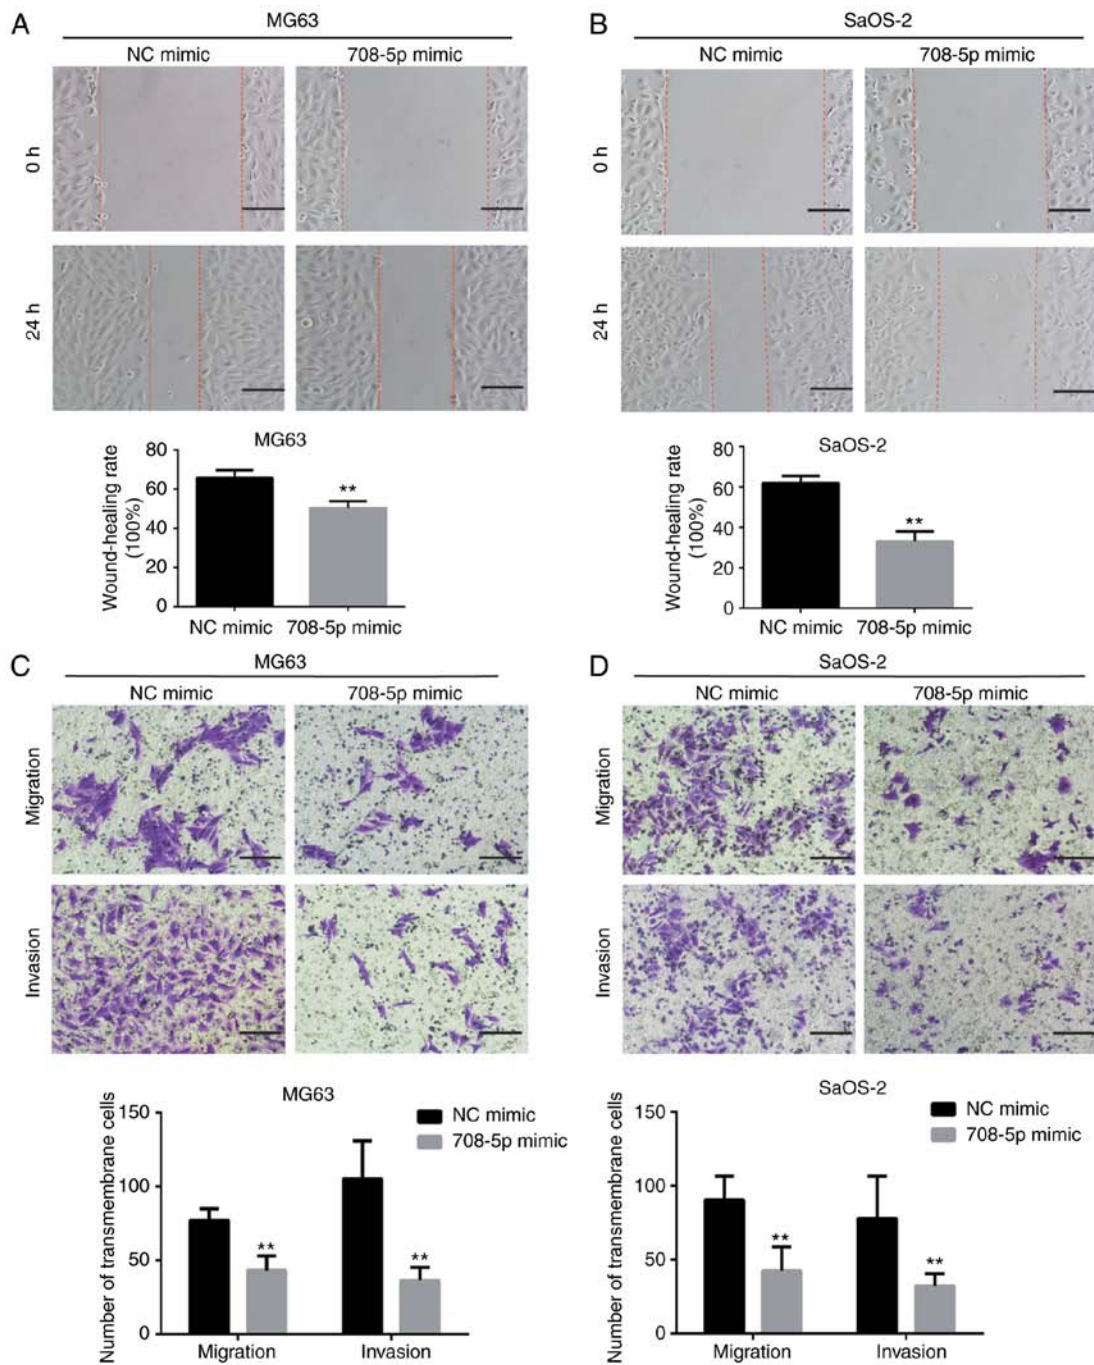 A
MG63
NC mimic
708-5p mimic
0 h
24 h
MG63
Wound-healing rate
(100%)
80
60
40
20
0
**
NC mimic
708-5p mimic
B
SaOS-2
NC mimic
708-5p mimic
0 h
24 h
SaOS-2
Wound-healing rate
(100%)
80
60
40
20
0
**
NC mimic
708-5p mimic
C
MG63
NC mimic
708-5p mimic
Migration
Invasion
MG63
Number of transmembrane cells
150
100
50
0
**
**
NC mimic
708-5p mimic
Migration
Invasion
D
SaOS-2
NC mimic
708-5p mimic
Migration
Invasion
SaOS-2
Number of transmembrane cells
150
100
50
0
**
**
NC mimic
708-5p mimic
Migration
Invasion